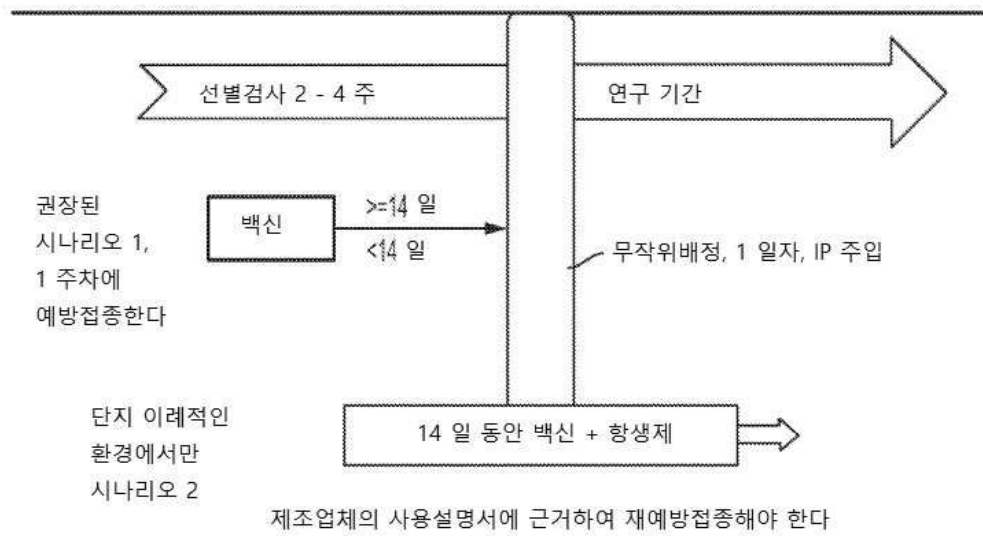 선별검사 2 - 4 주
연구 기간
권장된
시나리오 1,
1 주차에
예방접종한다
백신
>=14 일
<14 일
무작위배정, 1 일자, IP 주입
단지 이례적인
환경에서만
시나리오 2
14 일 동안 백신 + 항생제
제조업체의 사용설명서에 근거하여 재예방접종해야 한다